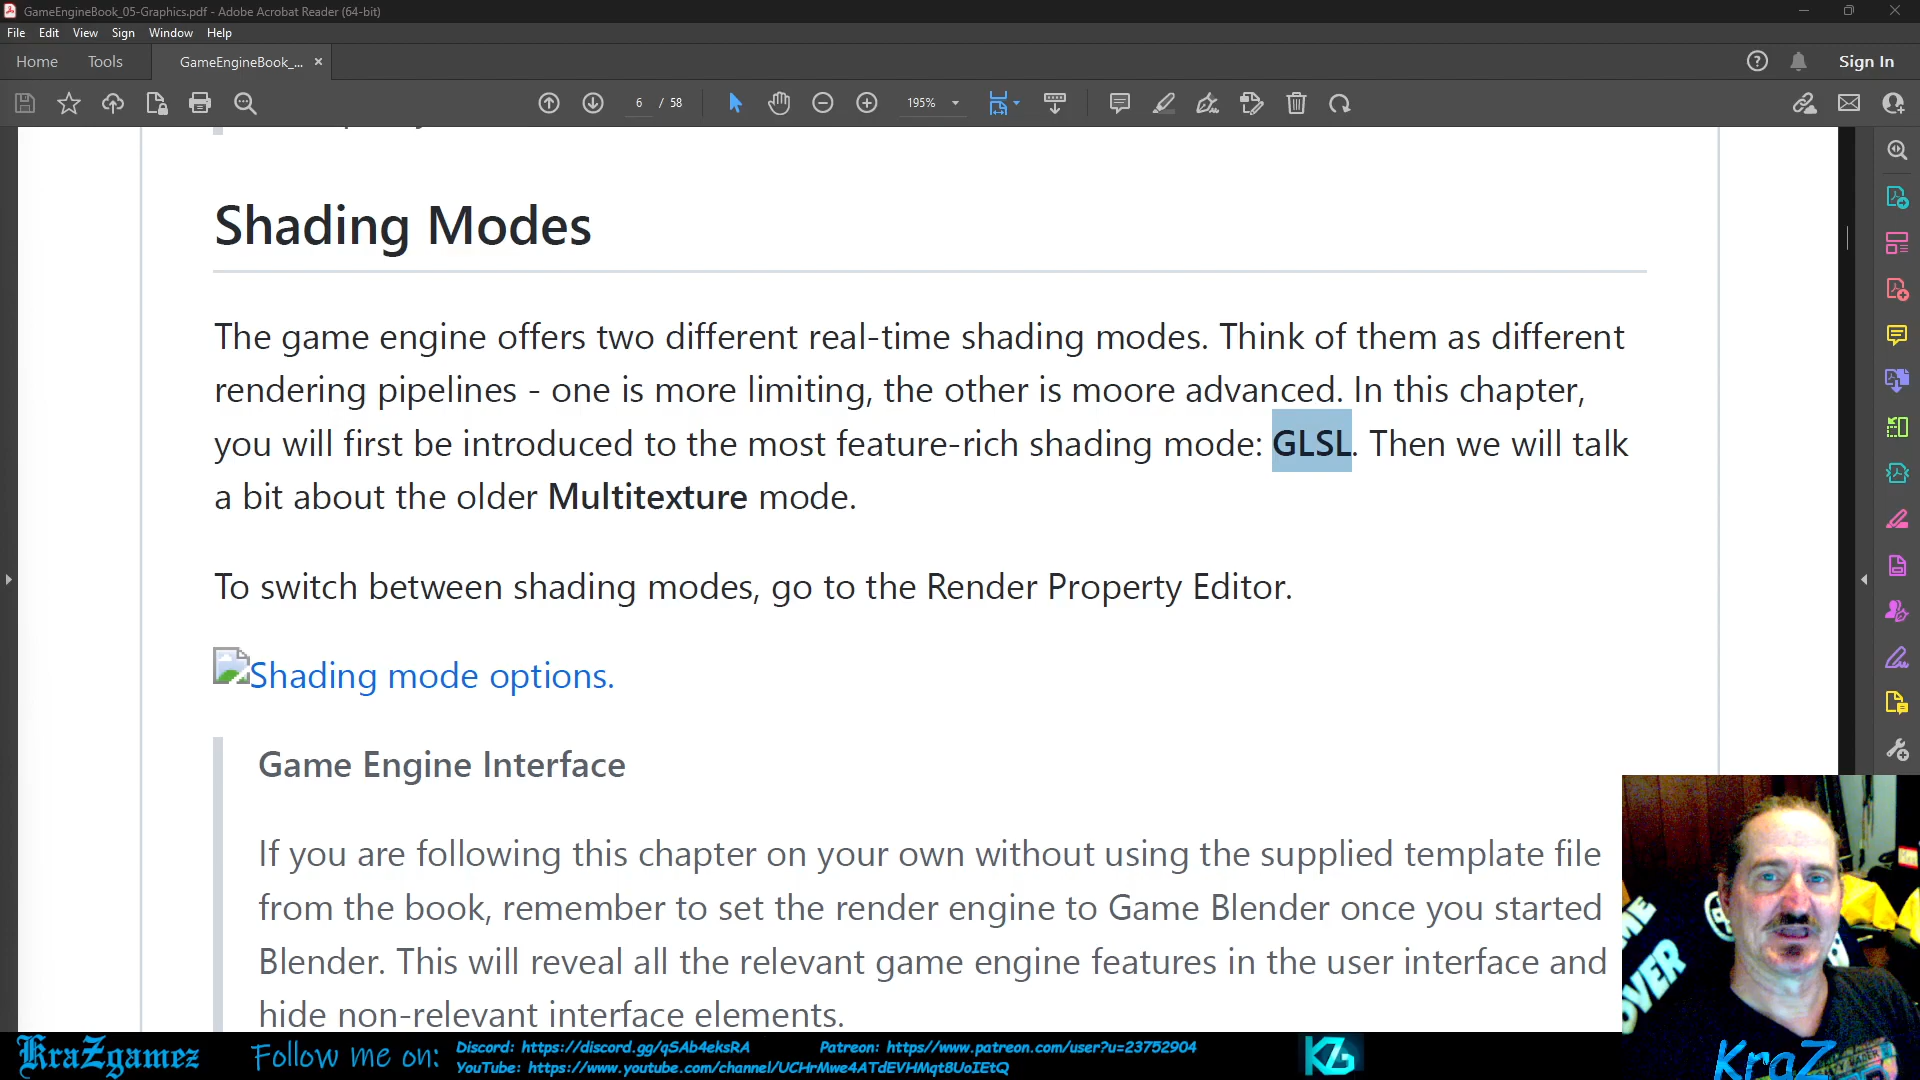 GameEngineBook_05-Graphics.pdf - Adobe Acrobat Reader (64-bit)
File Edit View Sign Window Help
Home Tools GameEngineBook_... × Sign In
6 / 58 195%
Shading Modes
The game engine offers two different real-time shading modes. Think of them as different
rendering pipelines - one is more limiting, the other is moore advanced. In this chapter,
you will first be introduced to the most feature-rich shading mode: GLSL. Then we will talk
a bit about the older Multitexture mode.
To switch between shading modes, go to the Render Property Editor.
Shading mode options.
Game Engine Interface
If you are following this chapter on your own without using the supplied template file
from the book, remember to set the render engine to Game Blender once you started
Blender. This will reveal all the relevant game engine features in the user interface and
hide non-relevant interface elements.
OVER
KraZgamez Follow me on: Discord: https://discord.gg/qSAb4eksRA Patreon: https//www.patreon.com/user?u=23752904
YouTube: https://www.youtube.com/channel/UCHrMwe4ATdEVHMqt8UoIEtQ
KZG
KraZ